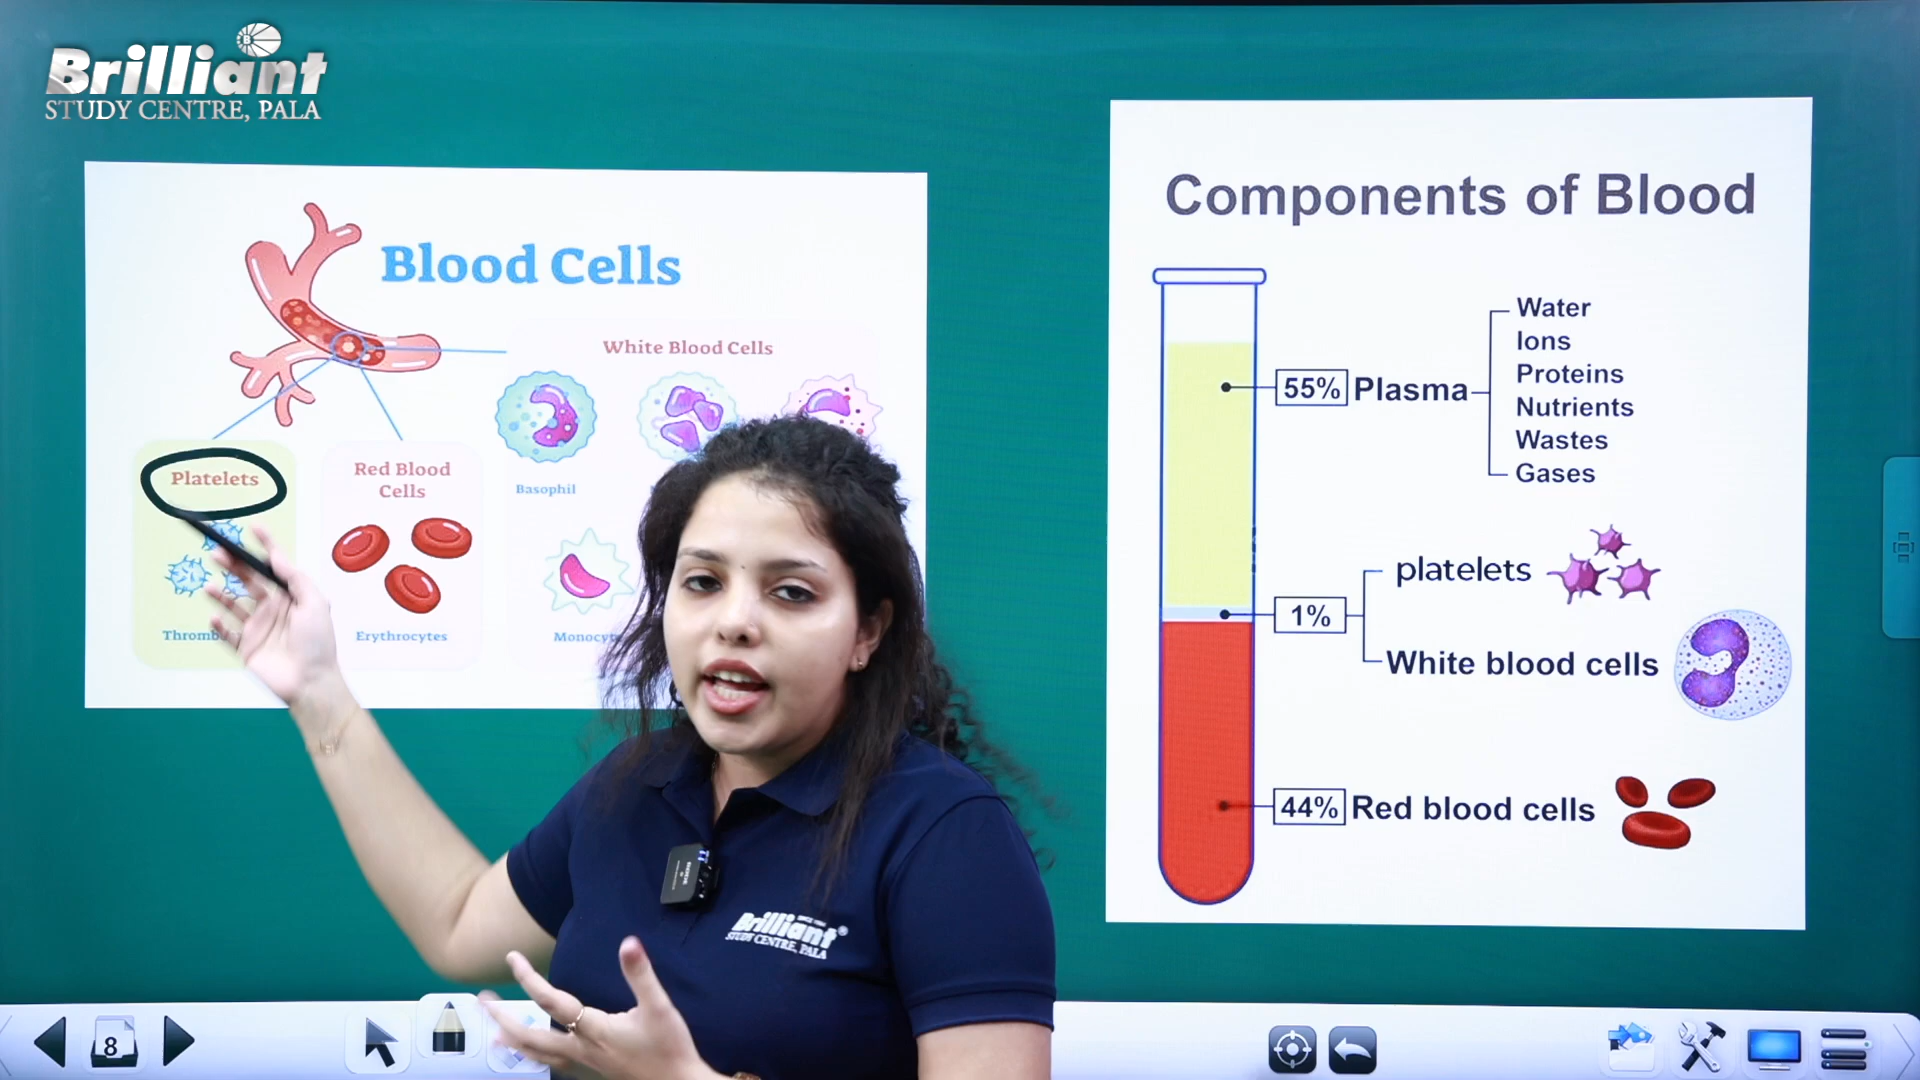 Brilliant
STUDY CENTRE, PALA
Blood Cells
White Blood Cells
Platelets
Red Blood
Cells
Basophil
Erythrocytes
Components of Blood
Water
Ions
Proteins
Nutrients
Wastes
Gases
55% Plasma
platelets
1%
White blood cells
44% Red blood cells
Brilliant
STUDY CENTRE, PALA
8